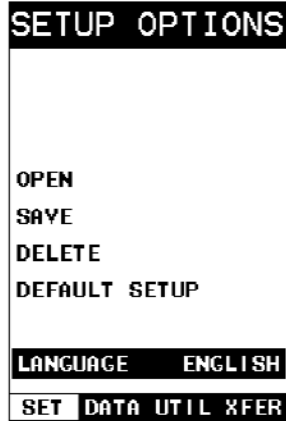 SETUP OPTIONS
OPEN
SAVE
DELETE
DEFAULT SETUP
LANGUAGE ENGLISH
SET DATA UTIL XFER